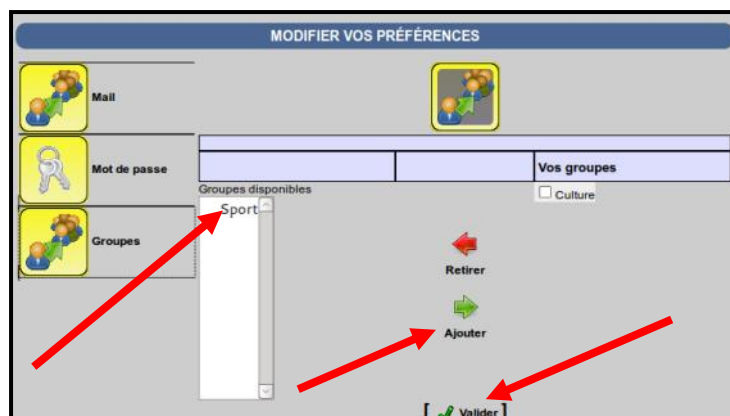 MODIFIER VOS PRÉFÉRENCES
Mail
Mot de passe
Groupes
Vos groupes
Groupes disponibles
Culture
Sport
Retirer
Ajouter
[ Valider ]